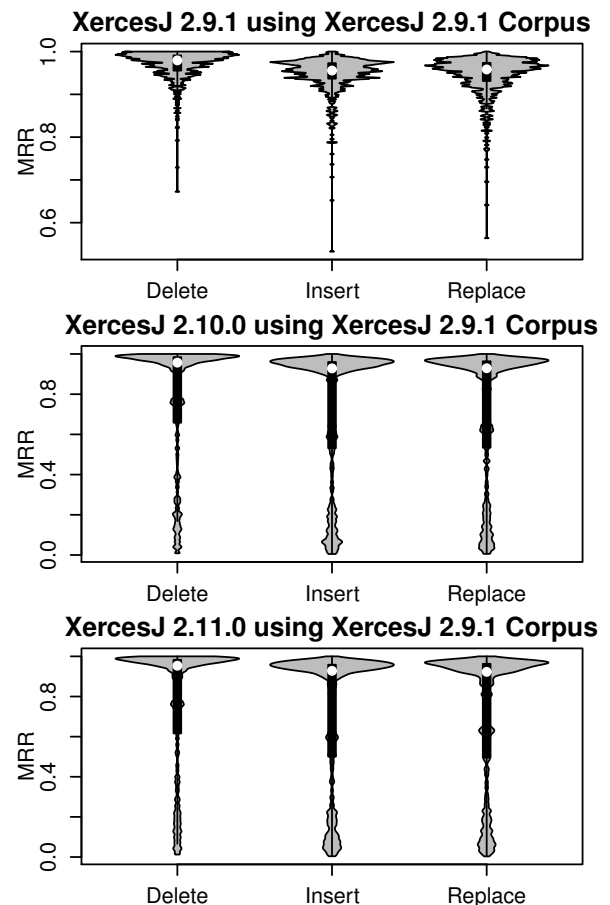 XercesJ 2.9.1 using XercesJ 2.9.1 Corpus
MRR
1.0
0.8
0.6
Delete Insert Replace
XercesJ 2.10.0 using XercesJ 2.9.1 Corpus
MRR
0.8
0.4
0.0
Delete Insert Replace
XercesJ 2.11.0 using XercesJ 2.9.1 Corpus
MRR
0.8
0.4
0.0
Delete Insert Replace